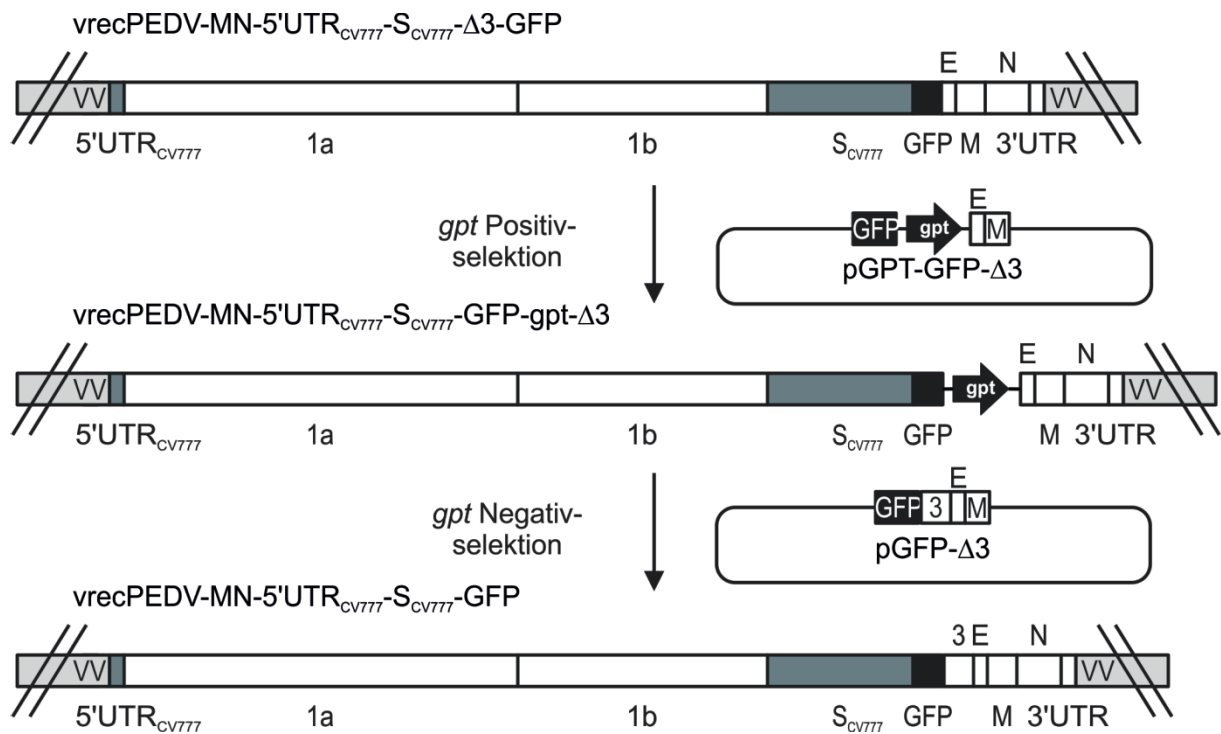 vrecPEDV-MN-5'UTRCV777-SCV777-Δ3-GFP
E N
VV VV
5'UTRCV777 1a 1b SCV777 GFP M 3'UTR
gpt Positiv-
selektion
E
GFP gpt M
pGPT-GFP-Δ3
vrecPEDV-MN-5'UTRCV777-SCV777-GFP-gpt-Δ3
E N
VV gpt VV
5'UTRCV777 1a 1b SCV777 GFP M 3'UTR
gpt Negativ-
selektion
E
GFP 3 M
pGFP-Δ3
vrecPEDV-MN-5'UTRCV777-SCV777-GFP
3 E N
VV VV
5'UTRCV777 1a 1b SCV777 GFP M 3'UTR